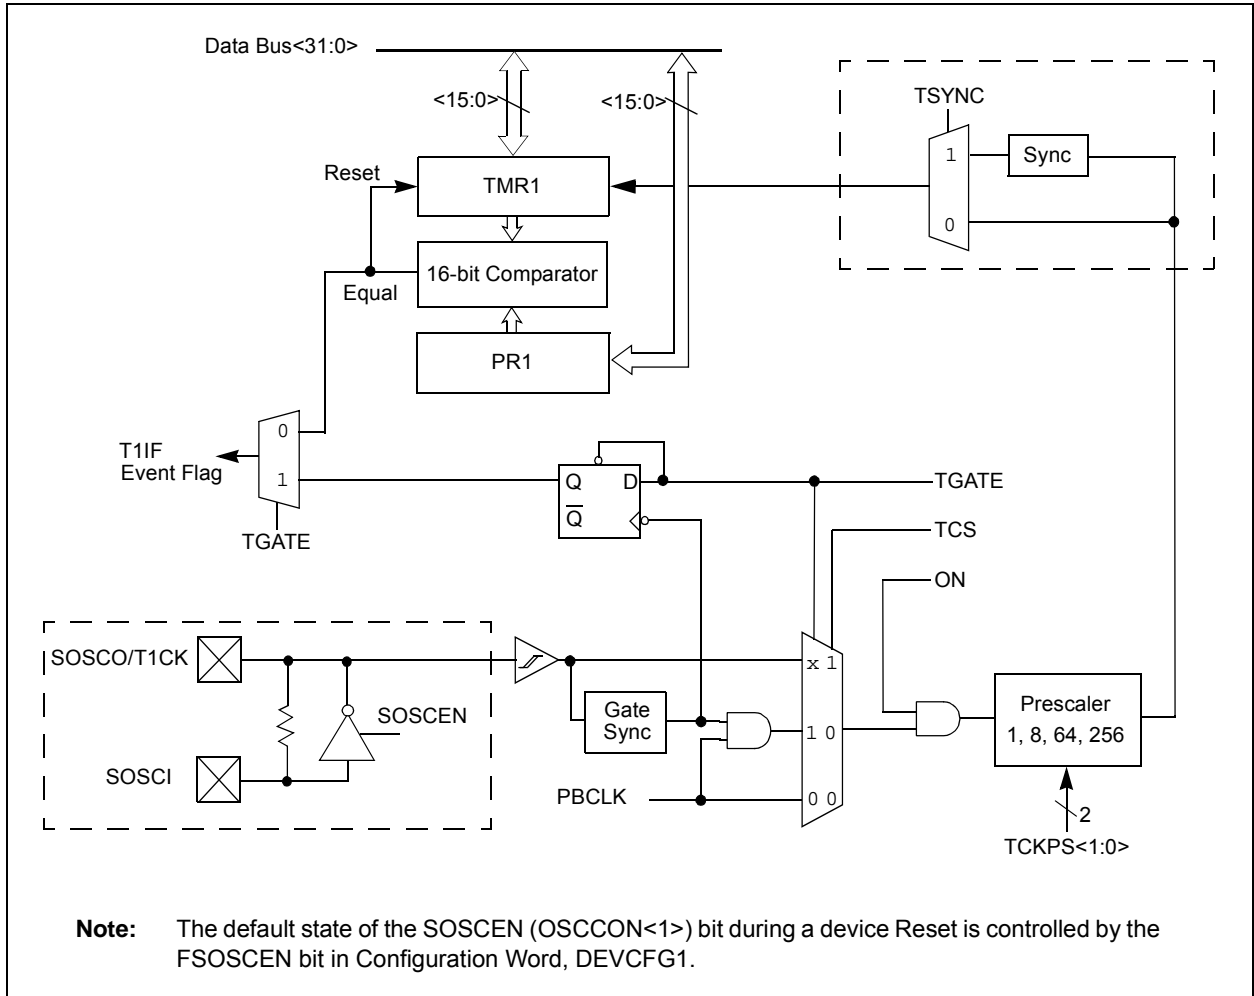 Data Bus<31:0>
<15:0>
<15:0>
TSYNC
1
Sync
Reset
TMR1
0
16-bit Comparator
Equal
PR1
0
T1IF
Event Flag
1
Q
D
TGATE
Q
TGATE
TCS
ON
SOSCO/T1CK
x 1
SOSCEN
Gate
Sync
1 0
Prescaler
1, 8, 64, 256
SOSCI
PBCLK
0 0
2
TCKPS<1:0>
Note: The default state of the SOSCEN (OSCCON<1>) bit during a device Reset is controlled by the
FSOSCEN bit in Configuration Word, DEVCFG1.